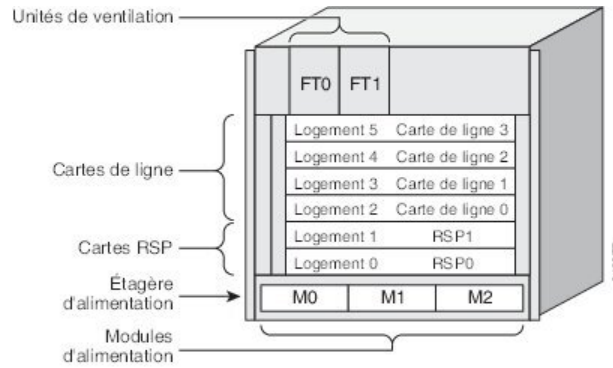 Unités de ventilation
FT0 FT1
Logement 5 Carte de ligne 3
Logement 4 Carte de ligne 2
Cartes de ligne
Logement 3 Carte de ligne 1
Logement 2 Carte de ligne 0
Cartes RSP
Logement 1 RSP1
Logement 0 RSP0
Étagère
d'alimentation
M0 M1 M2
Modules
d'alimentation